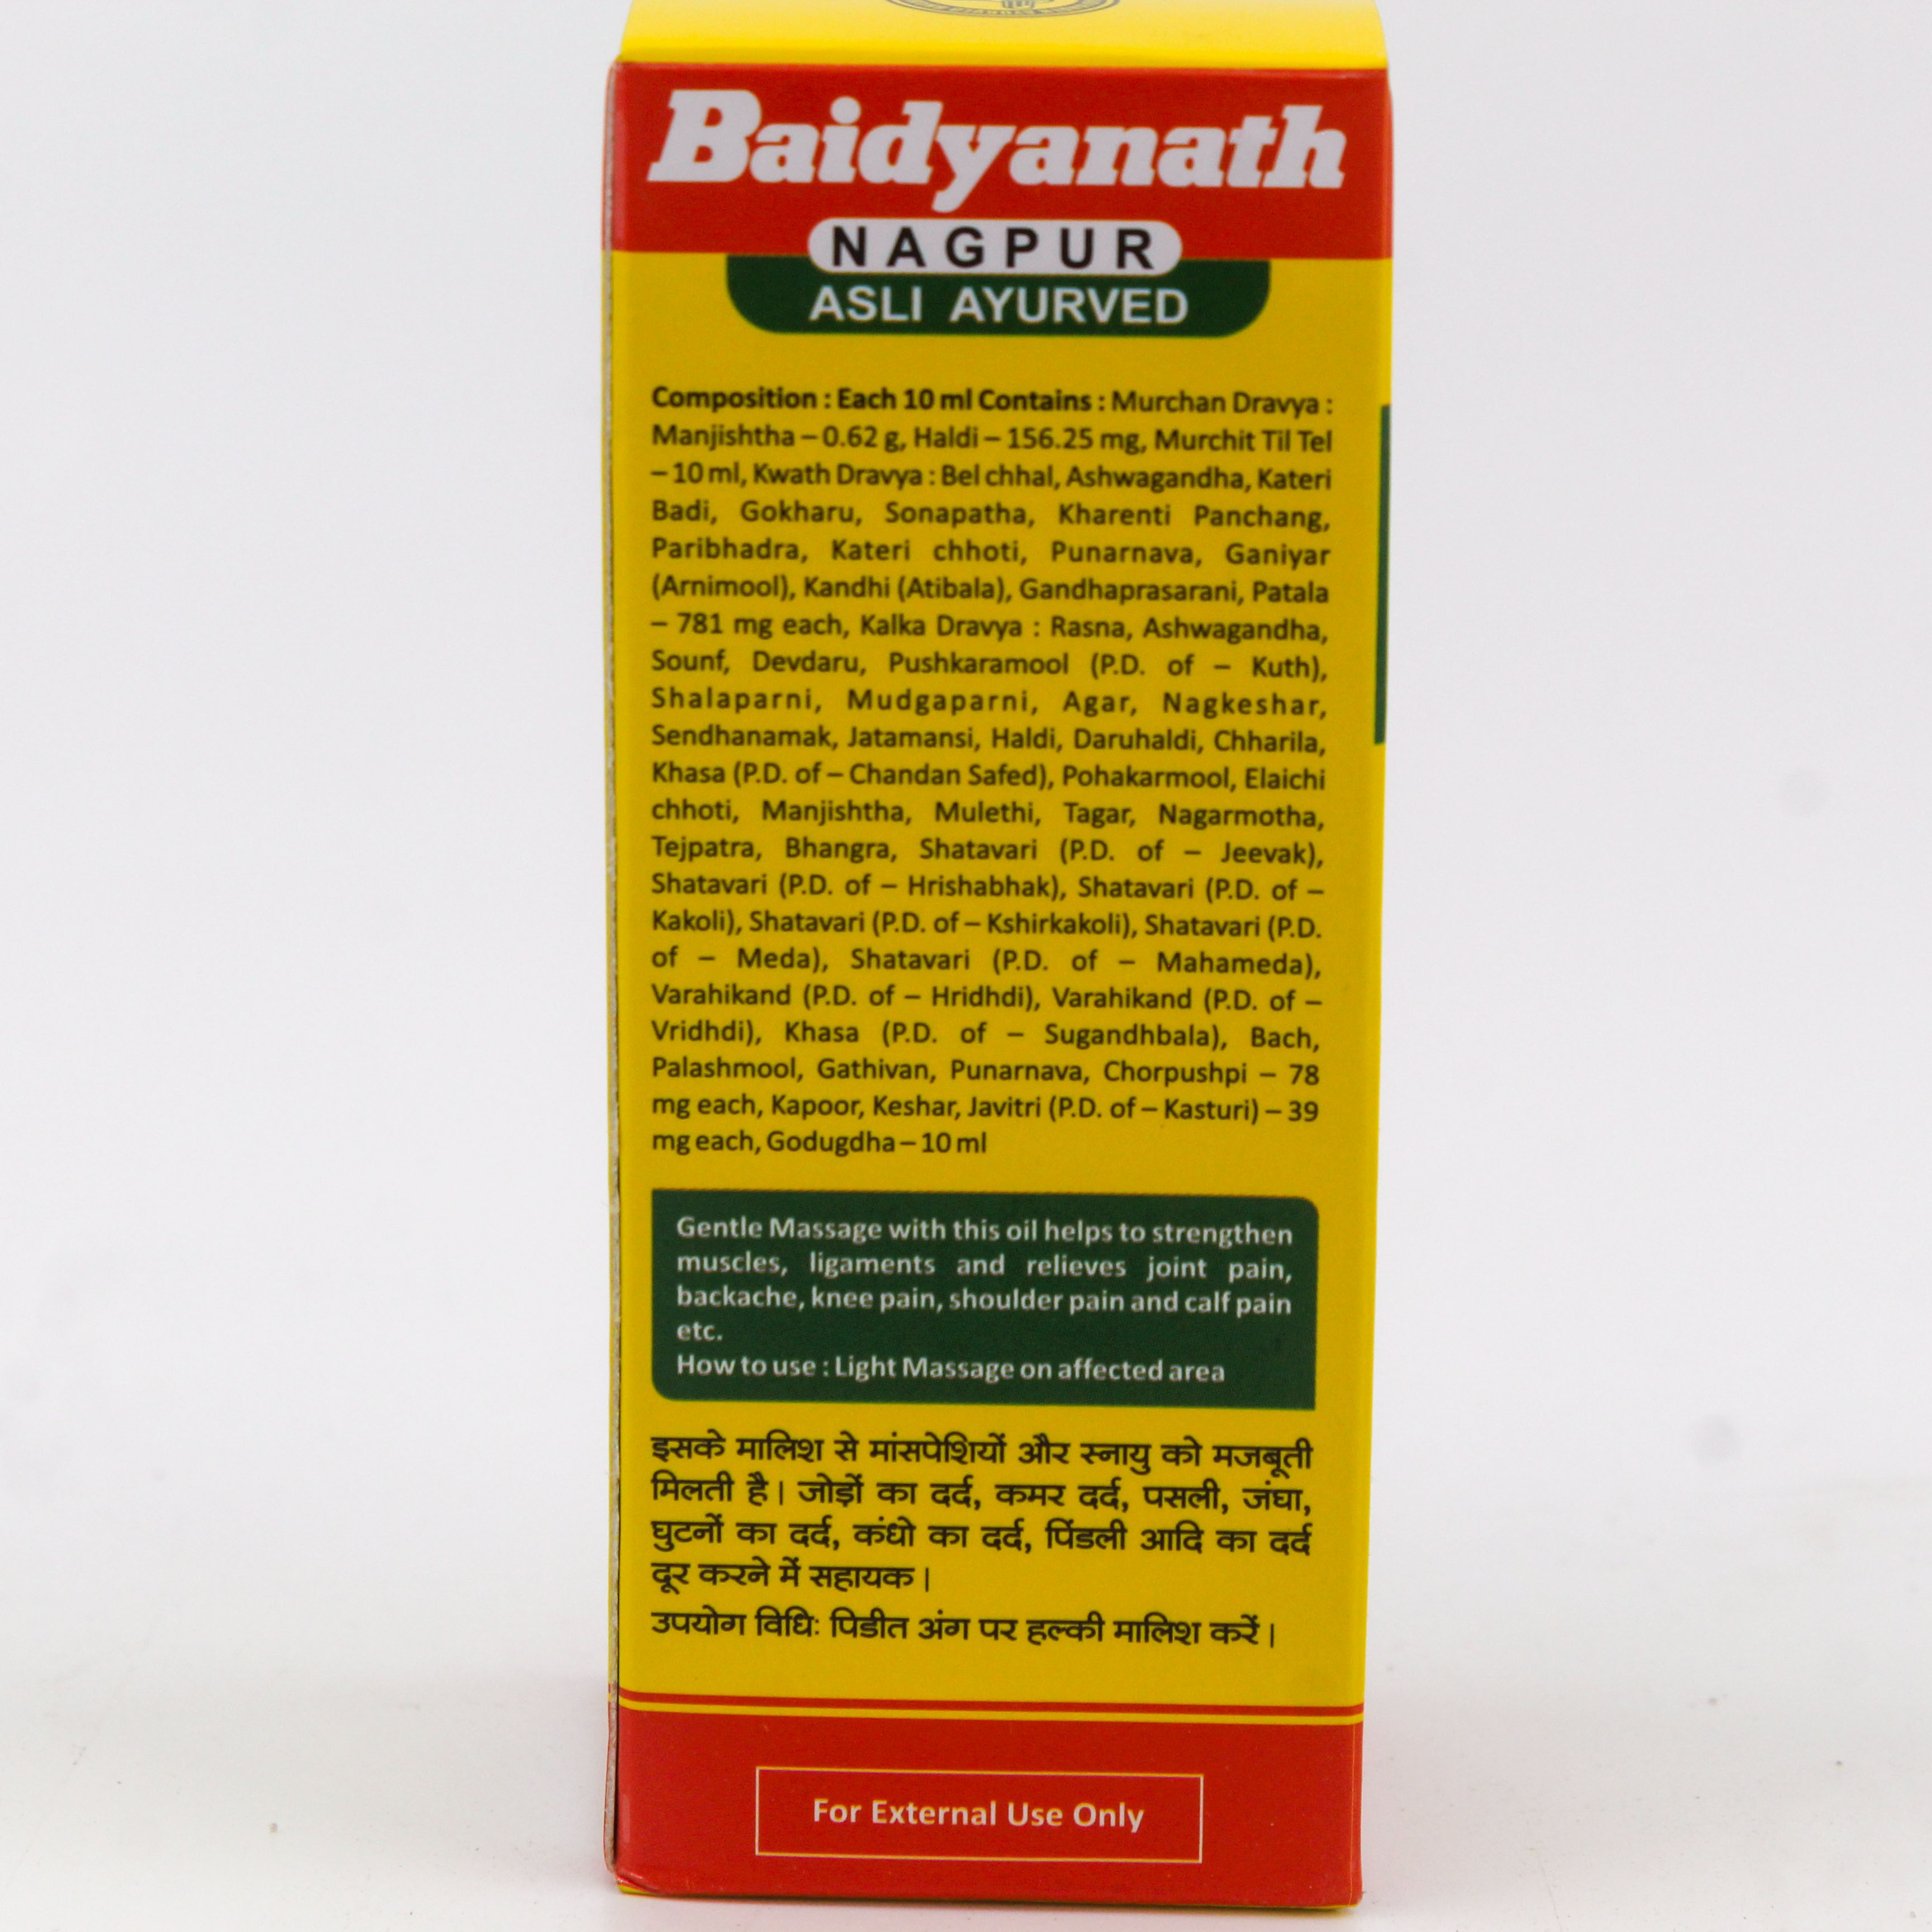 Baidyanath
NAGPUR
ASLI AYURVED
Composition : Each 10 ml Contains : Murchan Dravya :
Manjishtha – 0.62 g, Haldi – 156.25 mg, Murchit Til Tel
– 10 ml, Kwath Dravya : Bel chhal, Ashwagandha, Kateri
Badi, Gokharu, Sonapatha, Kharenti Panchang,
Paribhadra, Kateri chhoti, Punarnava, Ganiyar
(Arnimool), Kandhi (Atibala), Gandhaprasarani, Patala
– 781 mg each, Kalka Dravya : Rasna, Ashwagandha,
Sounf, Devdaru, Pushkaramool (P.D. of – Kuth),
Shalaparni, Mudgaparni, Agar, Nagkeshar,
Sendhanamak, Jatamansi, Haldi, Daruhaldi, Chharila,
Khasa (P.D. of – Chandan Safed), Pohakarmool, Elaichi
chhoti, Manjishtha, Mulethi, Tagar, Nagarmotha,
Tejpatra, Bhangra, Shatavari (P.D. of – Jeevak),
Shatavari (P.D. of – Hrishabhak), Shatavari (P.D. of –
Kakoli), Shatavari (P.D. of – Kshirkakoli), Shatavari (P.D.
of – Meda), Shatavari (P.D. of – Mahameda),
Varahikand (P.D. of – Hridhdi), Varahikand (P.D. of –
Vridhdi), Khasa (P.D. of – Sugandhbala), Bach,
Palashmool, Gathivan, Punarnava, Chorpushpi – 78
mg each, Kapoor, Keshar, Javitri (P.D. of – Kasturi) – 39
mg each, Godugdha – 10 ml
Gentle Massage with this oil helps to strengthen
muscles, ligaments and relieves joint pain,
backache, knee pain, shoulder pain and calf pain
etc.
How to use : Light Massage on affected area
इसके मालिश से मांसपेशियों और स्नायु को मजबूती
मिलती है। जोड़ों का दर्द, कमर दर्द, पसली, जंघा,
घुटनों का दर्द, कंधो का दर्द, पिंडली आदि का दर्द
दूर करने में सहायक।
उपयोग विधिः पिडीत अंग पर हल्की मालिश करें।
For External Use Only